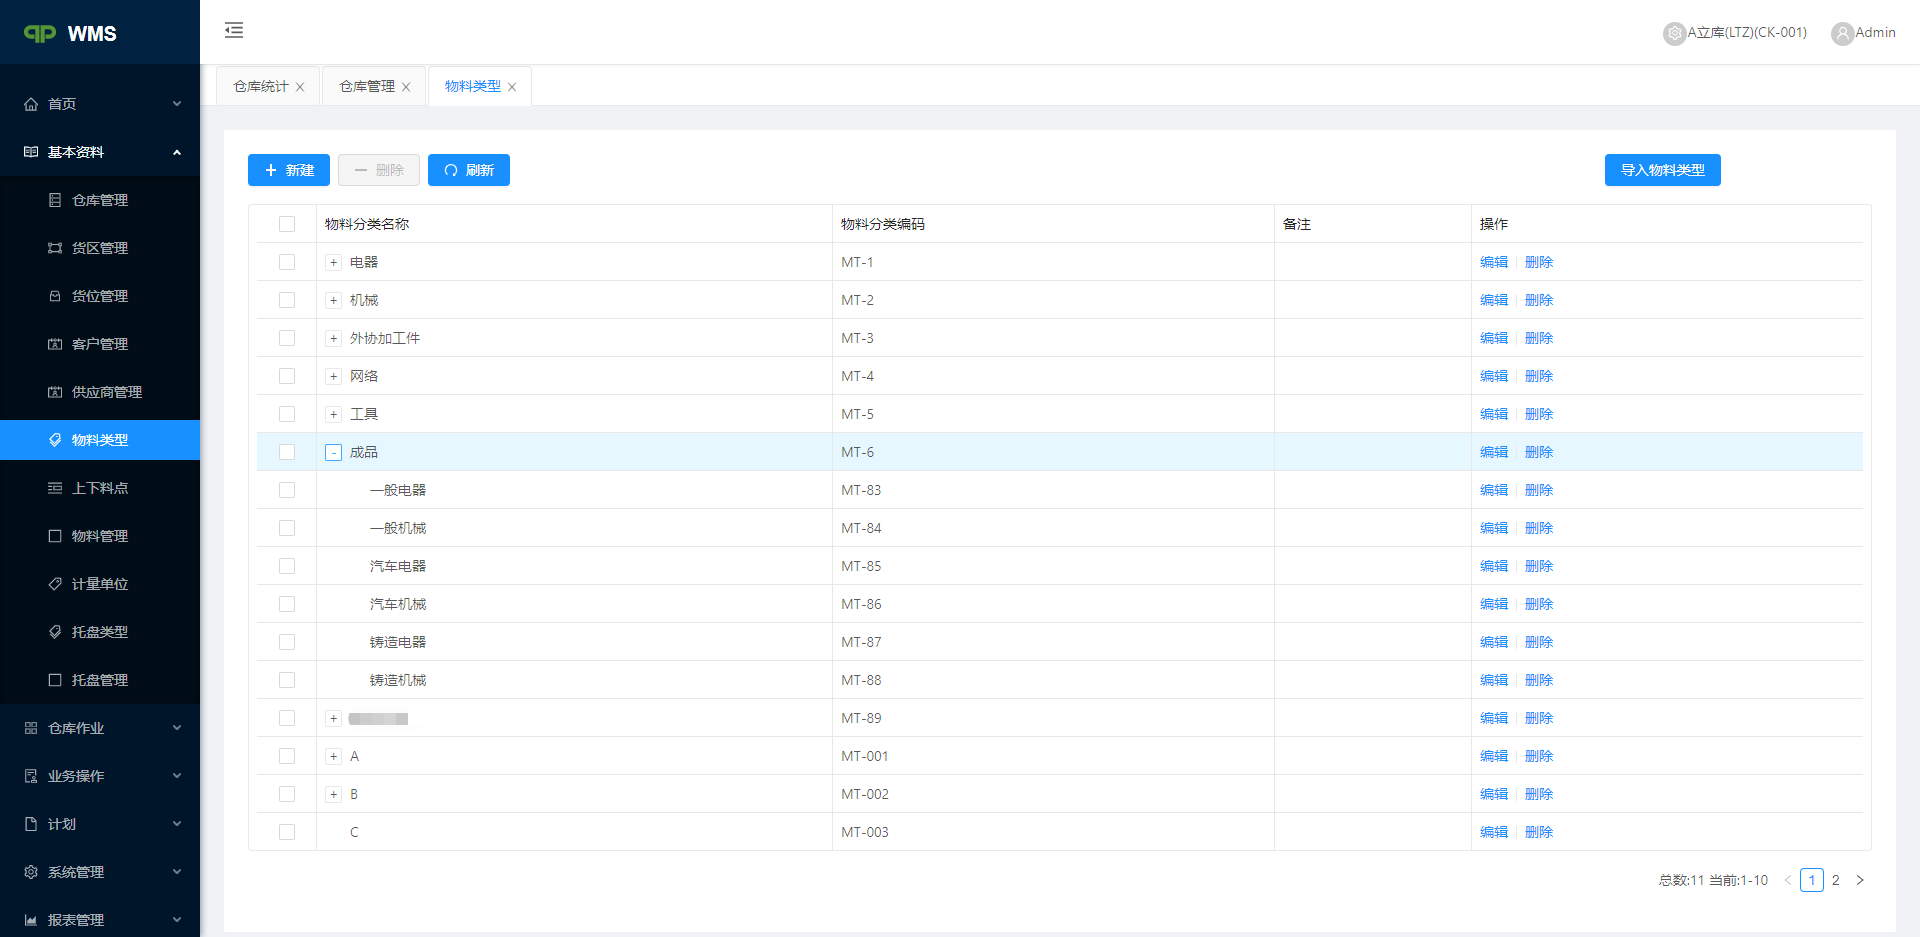 WMS
A立库(LTZ)(CK-001)
Admin
仓库统计
仓库管理
物料类型
首页
基本资料
仓库管理
货区管理
货位管理
客户管理
供应商管理
物料类型
上下料点
物料管理
计量单位
托盘类型
托盘管理
仓库作业
业务操作
计划
系统管理
报表管理
新建 删除 刷新 导入物料类型
物料分类名称 物料分类编码 备注 操作
电器 MT-1 编辑 删除
机械 MT-2 编辑 删除
外协加工件 MT-3 编辑 删除
网络 MT-4 编辑 删除
工具 MT-5 编辑 删除
成品 MT-6 编辑 删除
一般电器 MT-83 编辑 删除
一般机械 MT-84 编辑 删除
汽车电器 MT-85 编辑 删除
汽车机械 MT-86 编辑 删除
铸造电器 MT-87 编辑 删除
铸造机械 MT-88 编辑 删除
MT-89 编辑 删除
A MT-001 编辑 删除
B MT-002 编辑 删除
C MT-003 编辑 删除
总数:11 当前:1-10 < 1 2 >